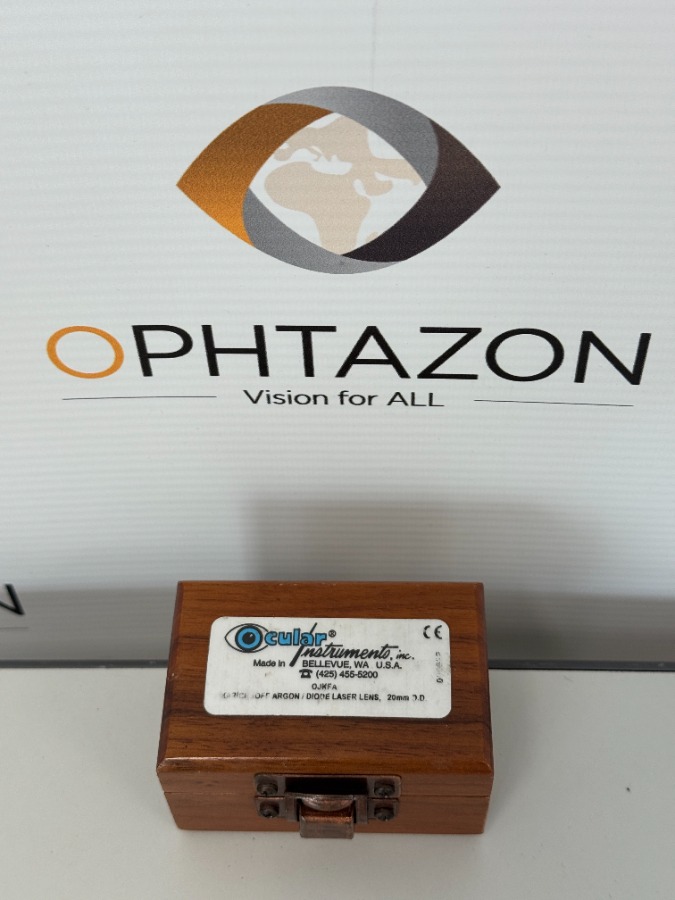 OPHTAZON
Vision for ALL
N
Ocular®
Instruments, inc.
Made in BELLEVUE, WA U.S.A.
☎ (425) 455-5200
CE
OJKFA
ARGON / DIODE LASER LENS, 20mm O.D.